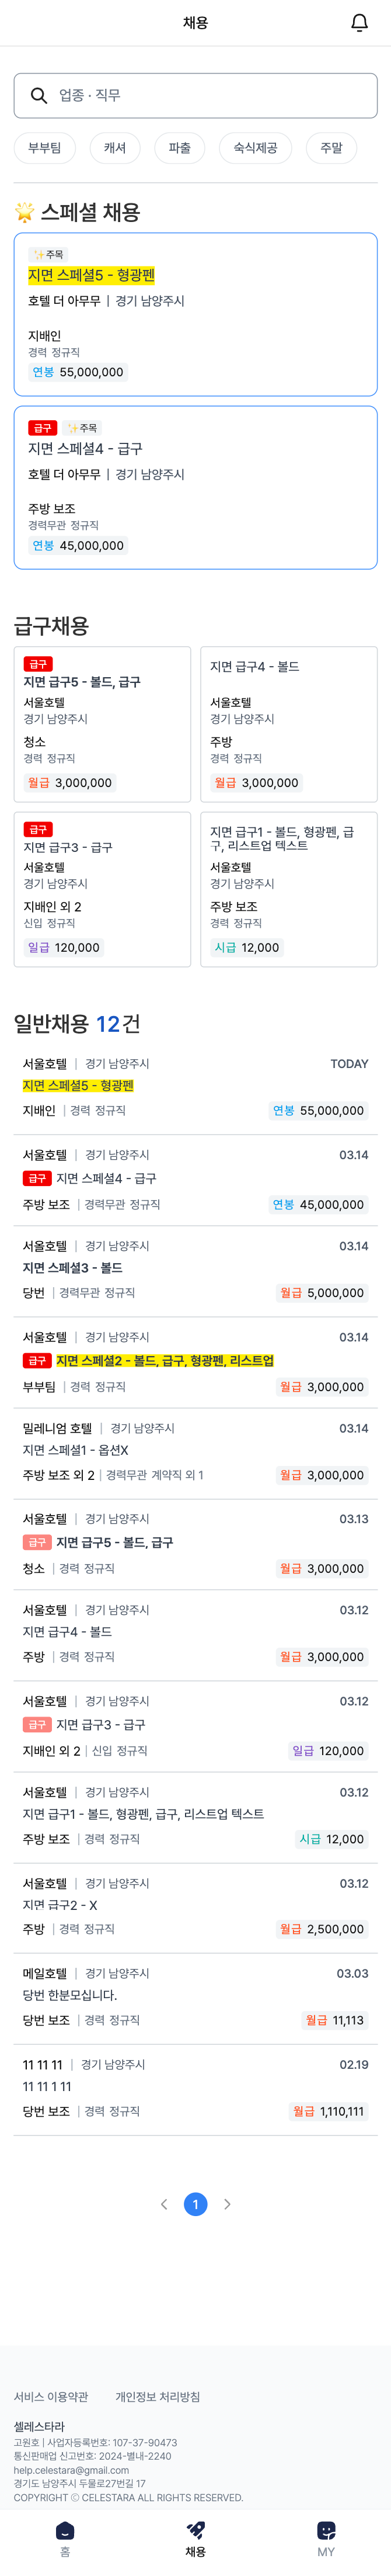 채용
업종 · 직무
부부팀 캐셔 파출 숙식제공 주말
🌟 스페셜 채용
✨주목
지면 스페셜5 - 형광펜
호텔 더 아무무 | 경기 남양주시
지배인
경력 정규직
연봉 55,000,000
급구 ✨주목
지면 스페셜4 - 급구
호텔 더 아무무 | 경기 남양주시
주방 보조
경력무관 정규직
연봉 45,000,000
급구채용
급구
지면 급구5 - 볼드, 급구
서울호텔
경기 남양주시
청소
경력 정규직
월급 3,000,000
지면 급구4 - 볼드
서울호텔
경기 남양주시
주방
경력 정규직
월급 3,000,000
급구
지면 급구3 - 급구
서울호텔
경기 남양주시
지배인 외 2
신입 정규직
일급 120,000
지면 급구1 - 볼드, 형광펜, 급
구, 리스트업 텍스트
서울호텔
경기 남양주시
주방 보조
경력 정규직
시급 12,000
일반채용 12건
서울호텔 | 경기 남양주시 TODAY
지면 스페셜5 - 형광펜
지배인 | 경력 정규직 연봉 55,000,000
서울호텔 | 경기 남양주시 03.14
급구 지면 스페셜4 - 급구
주방 보조 | 경력무관 정규직 연봉 45,000,000
서울호텔 | 경기 남양주시 03.14
지면 스페셜3 - 볼드
당번 | 경력무관 정규직 월급 5,000,000
서울호텔 | 경기 남양주시 03.14
급구 지면 스페셜2 - 볼드, 급구, 형광펜, 리스트업
부부팀 | 경력 정규직 월급 3,000,000
밀레니엄 호텔 | 경기 남양주시 03.14
지면 스페셜1 - 옵션X
주방 보조 외 2 | 경력무관 계약직 외 1 월급 3,000,000
서울호텔 | 경기 남양주시 03.13
급구 지면 급구5 - 볼드, 급구
청소 | 경력 정규직 월급 3,000,000
서울호텔 | 경기 남양주시 03.12
지면 급구4 - 볼드
주방 | 경력 정규직 월급 3,000,000
서울호텔 | 경기 남양주시 03.12
급구 지면 급구3 - 급구
지배인 외 2 | 신입 정규직 일급 120,000
서울호텔 | 경기 남양주시 03.12
지면 급구1 - 볼드, 형광펜, 급구, 리스트업 텍스트
주방 보조 | 경력 정규직 시급 12,000
서울호텔 | 경기 남양주시 03.12
지면 급구2 - X
주방 | 경력 정규직 월급 2,500,000
메일호텔 | 경기 남양주시 03.03
당번 한분모십니다.
당번 보조 | 경력 정규직 월급 11,113
11 11 11 | 경기 남양주시 02.19
11 11 1 11
당번 보조 | 경력 정규직 월급 1,110,111
1
서비스 이용약관 개인정보 처리방침
셀레스타라
고원호 | 사업자등록번호: 107-37-90473
통신판매업 신고번호: 2024-별내-2240
help.celestara@gmail.com
경기도 남양주시 두물로27번길 17
COPYRIGHT ⓒ CELESTARA ALL RIGHTS RESERVED.
홈 채용 MY